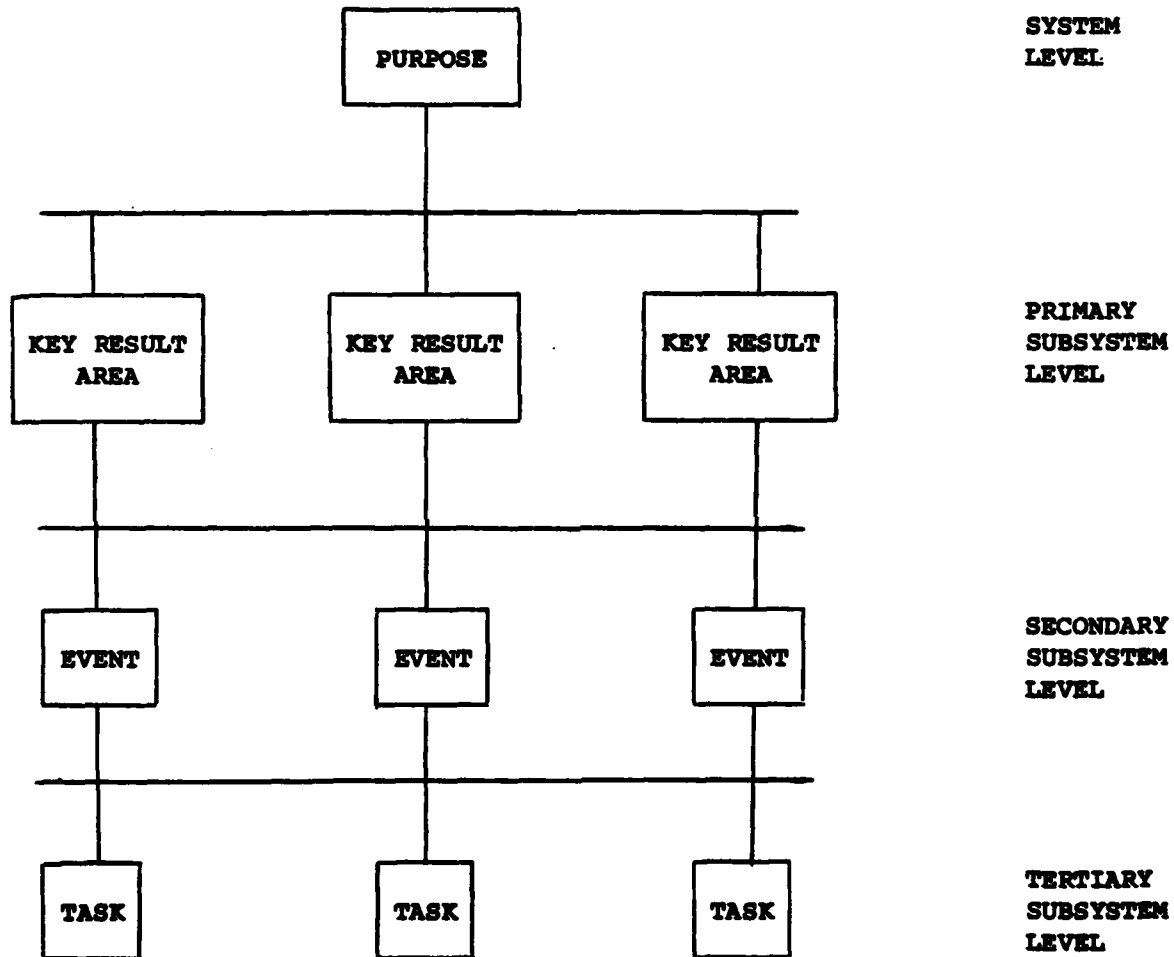 PURPOSE
SYSTEM
LEVEL
KEY RESULT
AREA
KEY RESULT
AREA
KEY RESULT
AREA
PRIMARY
SUBSYSTEM
LEVEL
EVENT
EVENT
EVENT
SECONDARY
SUBSYSTEM
LEVEL
TASK
TASK
TASK
TERTIARY
SUBSYSTEM
LEVEL